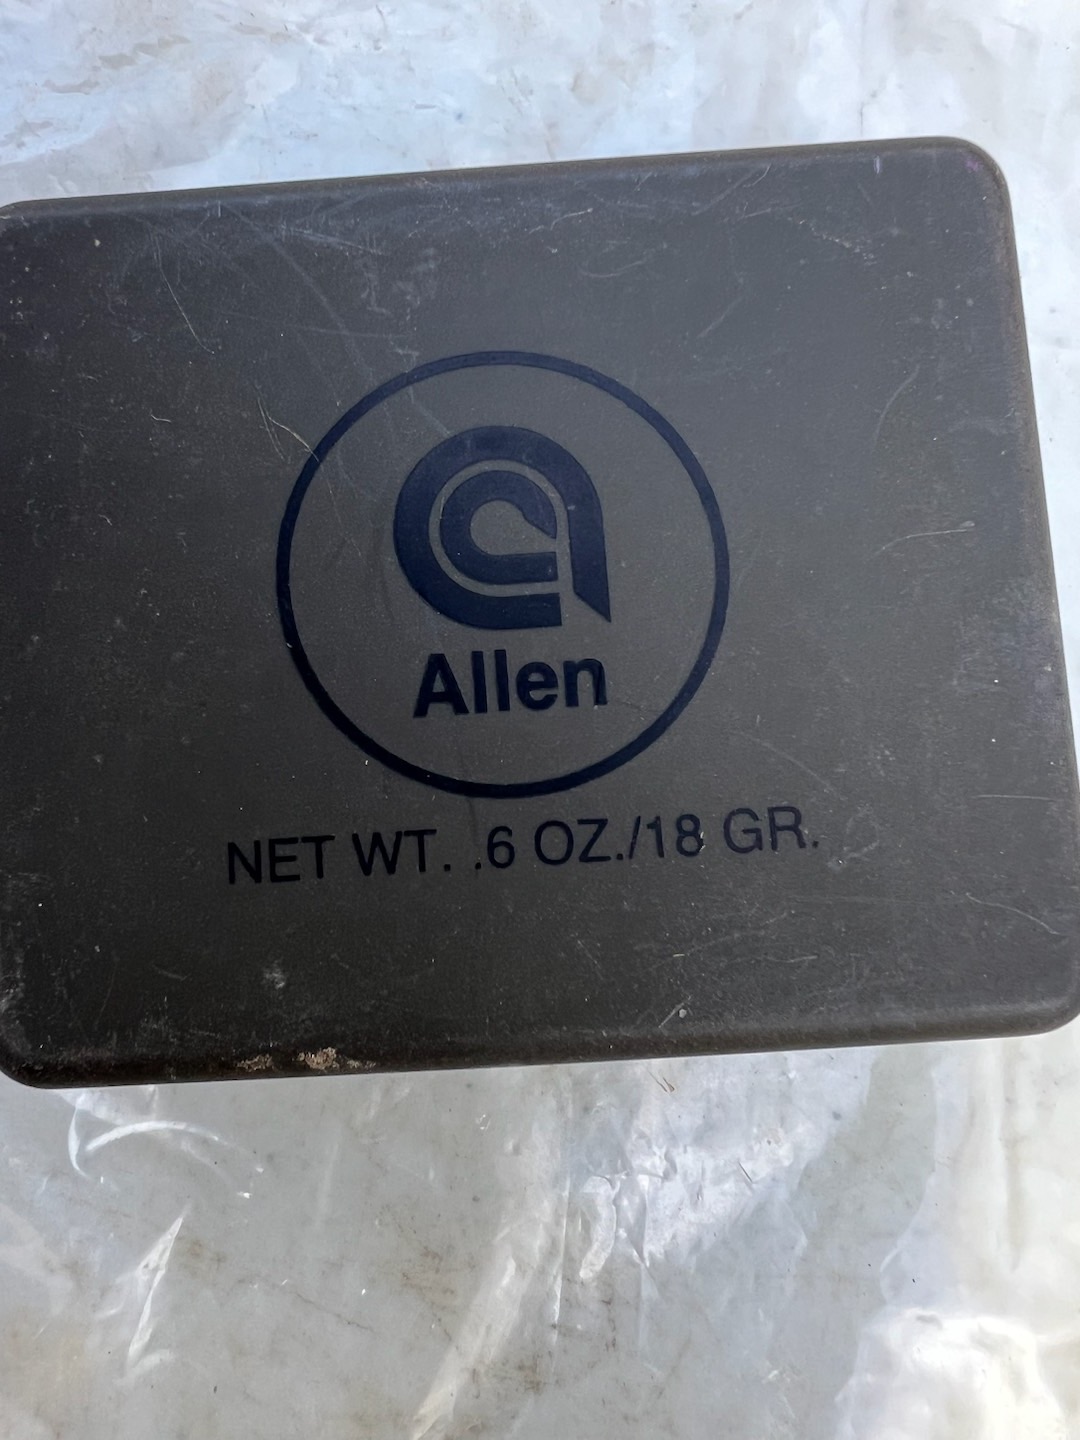 Allen
NET WT. .6 OZ./18 GR.